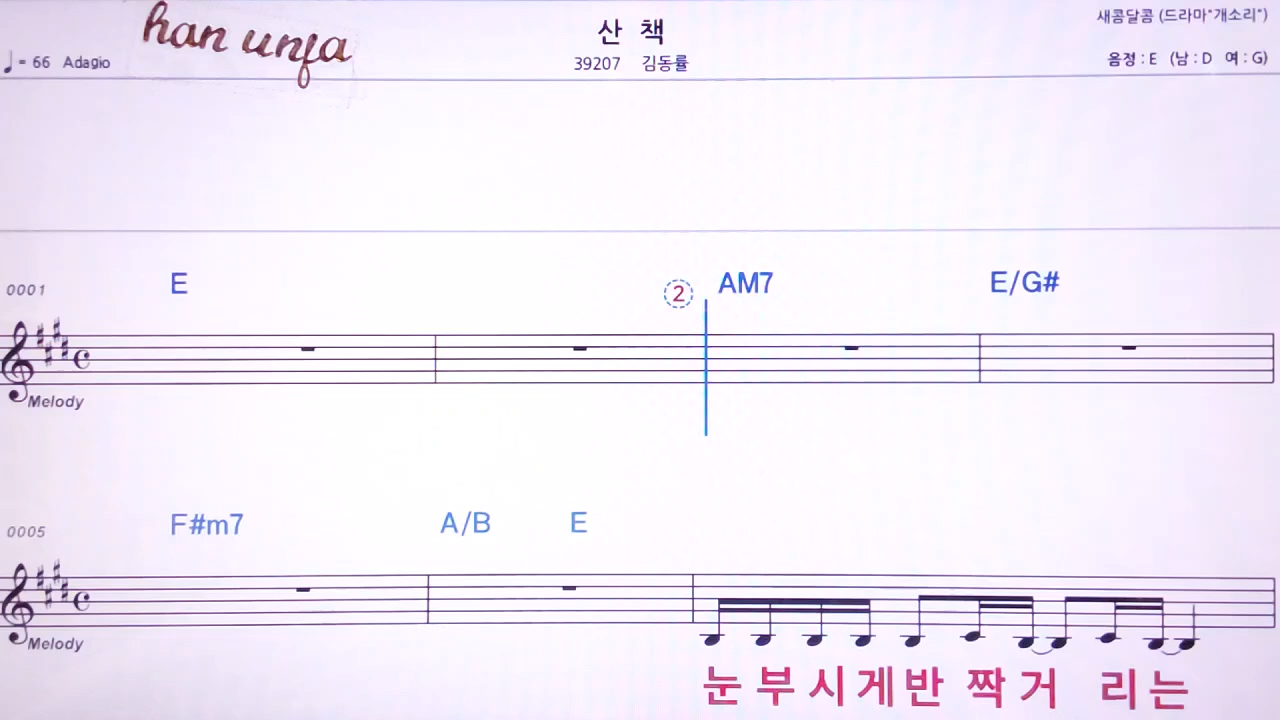 han unfa
산 책
새콤달콤 (드라마"개소리")
♩= 66 Adagio
39207 김동률
음정 : E (남 : D 여 : G)
0001
E
2
AM7
E/G#
Melody
0005
F#m7
A/B
E
Melody
눈 부 시 게 반 짝 거 리 는